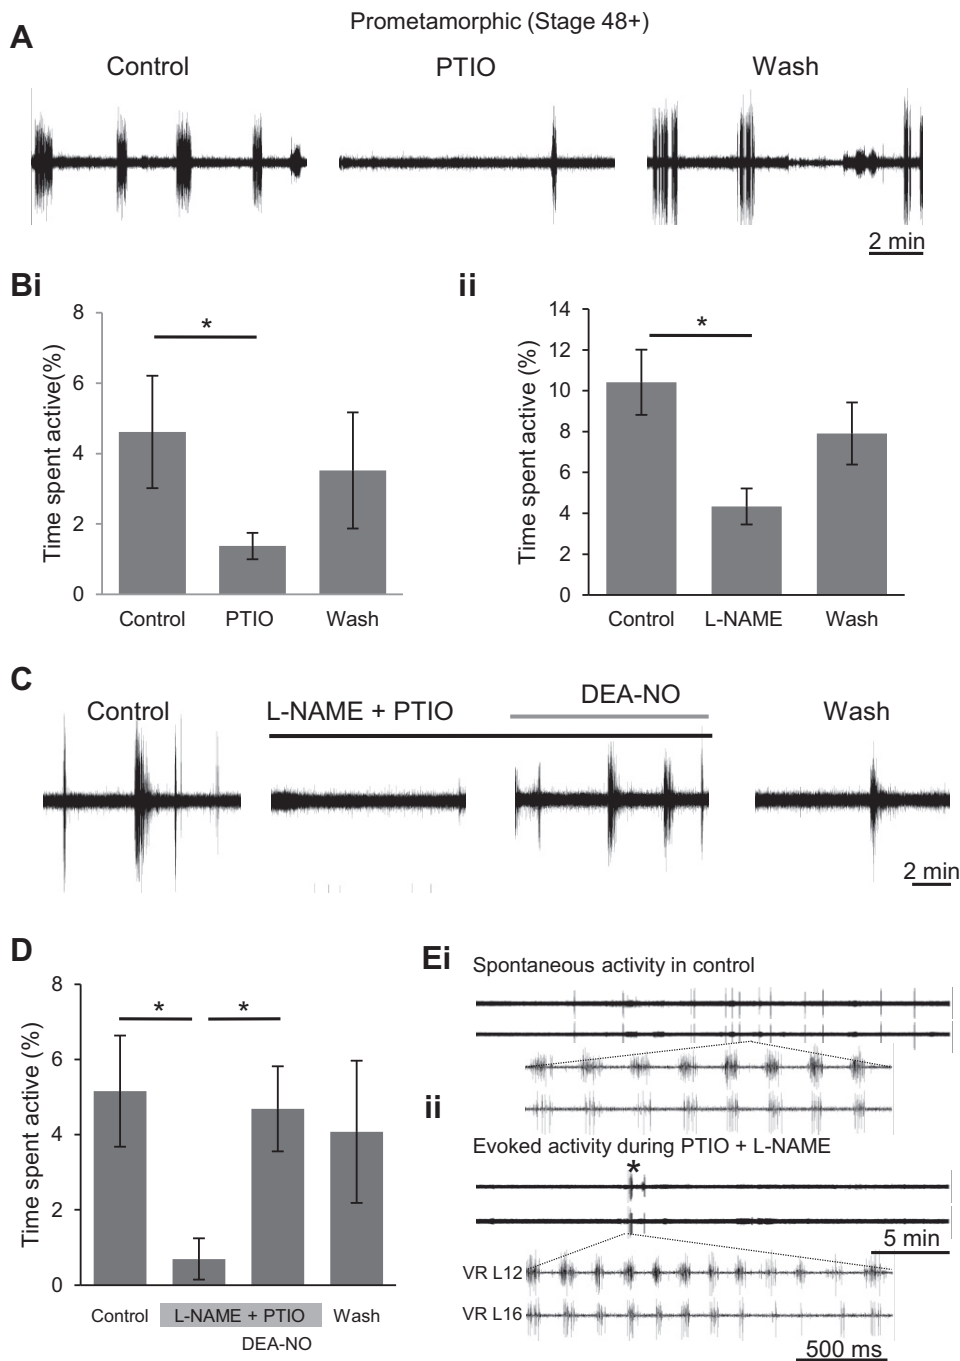 Prometamorphic (Stage 48+)
A
Control PTIO Wash
2 min
Bi
8
6
4
2
0
Time spent active(%)
*
Control PTIO Wash
ii
14
12
10
8
6
4
2
0
Time spent active (%)
*
Control L-NAME Wash
C
Control L-NAME + PTIO DEA-NO Wash
2 min
D
8
6
4
2
0
Time spent active (%)
* *
Control L-NAME + PTIO Wash
DEA-NO
Ei
Spontaneous activity in control
ii
Evoked activity during PTIO + L-NAME
*
5 min
VR L12
VR L16
500 ms